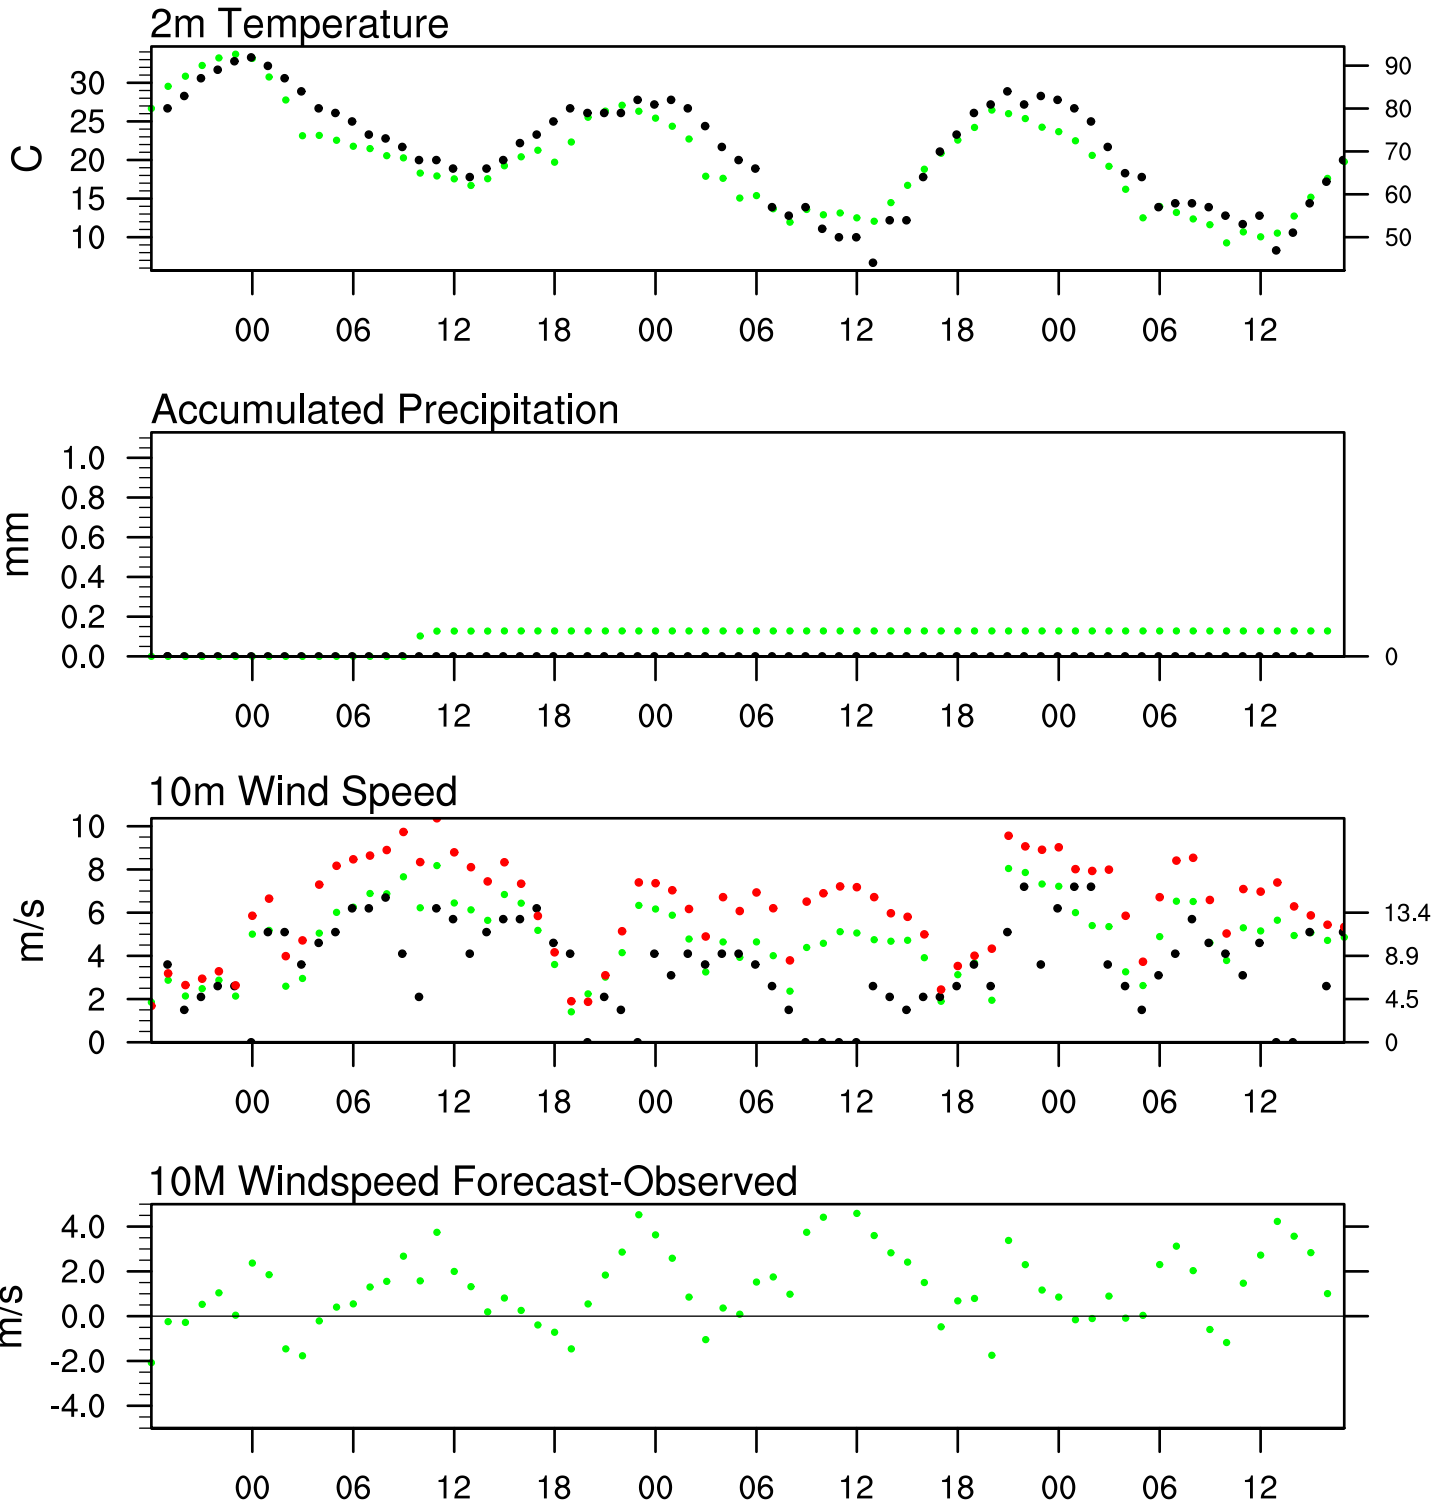 2m Temperature
C
30
25
20
15
10
90
80
70
60
50
00 06 12 18 00 06 12 18 00 06 12
Accumulated Precipitation
mm
1.0
0.8
0.6
0.4
0.2
0.0
0
00 06 12 18 00 06 12 18 00 06 12
10m Wind Speed
m/s
10
8
6
4
2
0
13.4
8.9
4.5
0
00 06 12 18 00 06 12 18 00 06 12
10M Windspeed Forecast-Observed
m/s
4.0
2.0
0.0
-2.0
-4.0
00 06 12 18 00 06 12 18 00 06 12